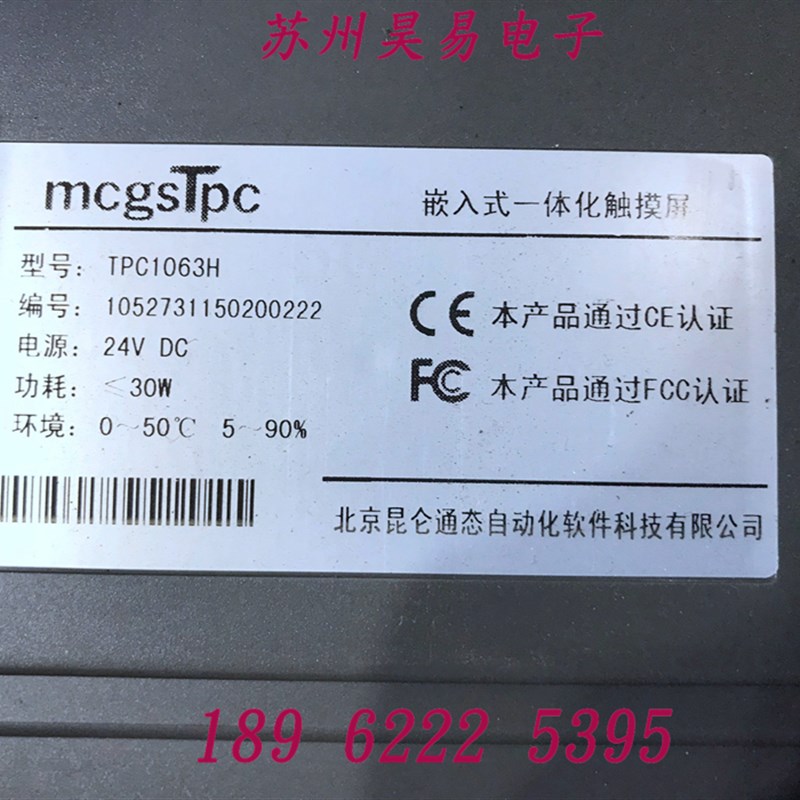 苏州昊易电子
mcgsTpc
嵌入式一体化触摸屏
型号: TPC1063H
编号: 1052731150200222
电源: 24V DC
功耗: ≤30W
环境: 0~50℃ 5~90%
CE 本产品通过CE认证
FC 本产品通过FCC认证
北京昆仑通态自动化软件科技有限公司
189 6222 5395